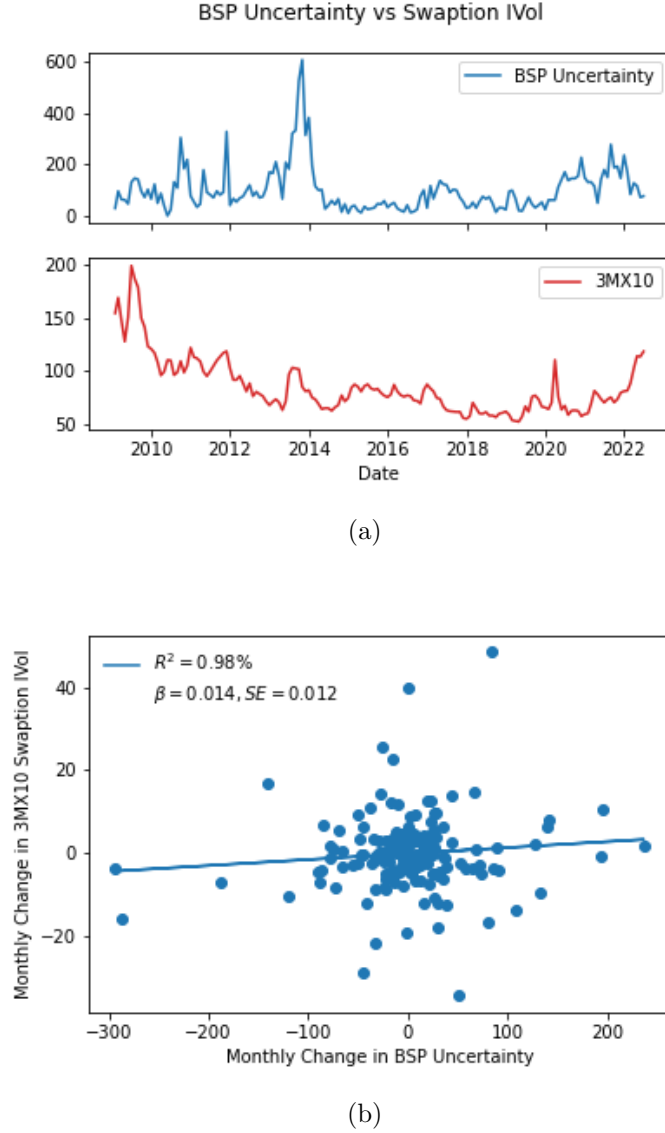 BSP Uncertainty vs Swaption IVol
600
400
200
0
BSP Uncertainty
200
150
100
50
3MX10
2010 2012 2014 2016 2018 2020 2022
Date
(a)
Monthly Change in 3MX10 Swaption IVol
40
20
0
−20
R² = 0.98%
β = 0.014, SE = 0.012
−300 −200 −100 0 100 200
Monthly Change in BSP Uncertainty
(b)